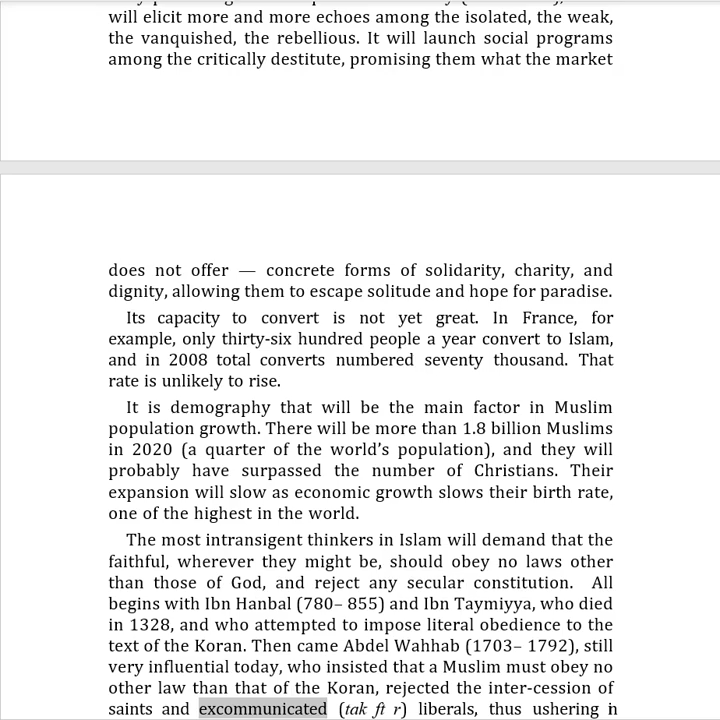 will elicit more and more echoes among the isolated, the weak,
the vanquished, the rebellious. It will launch social programs
among the critically destitute, promising them what the market
does not offer — concrete forms of solidarity, charity, and
dignity, allowing them to escape solitude and hope for paradise.
Its capacity to convert is not yet great. In France, for
example, only thirty-six hundred people a year convert to Islam,
and in 2008 total converts numbered seventy thousand. That
rate is unlikely to rise.
It is demography that will be the main factor in Muslim
population growth. There will be more than 1.8 billion Muslims
in 2020 (a quarter of the world’s population), and they will
probably have surpassed the number of Christians. Their
expansion will slow as economic growth slows their birth rate,
one of the highest in the world.
The most intransigent thinkers in Islam will demand that the
faithful, wherever they might be, should obey no laws other
than those of God, and reject any secular constitution. All
begins with Ibn Hanbal (780– 855) and Ibn Taymiyya, who died
in 1328, and who attempted to impose literal obedience to the
text of the Koran. Then came Abdel Wahhab (1703– 1792), still
very influential today, who insisted that a Muslim must obey no
other law than that of the Koran, rejected the inter-cession of
saints and excommunicated (tak ft r) liberals, thus ushering in